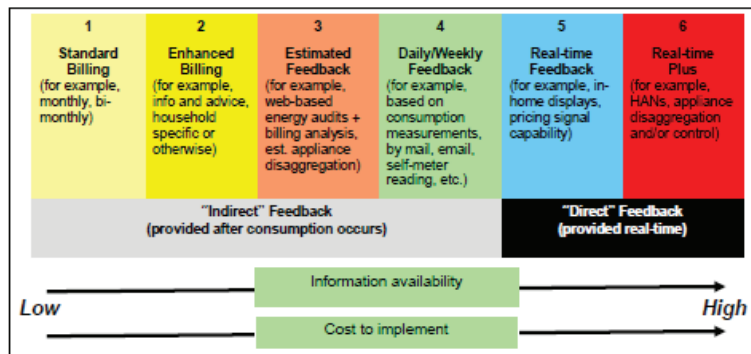 1
Standard
Billing
(for example,
monthly, bi-
monthly)
2
Enhanced
Billing
(for example,
info and advice,
household
specific or
otherwise)
3
Estimated
Feedback
(for example,
web-based
energy audits +
billing analysis,
est. appliance
disaggregation)
4
Daily/Weekly
Feedback
(for example,
based on
consumption
measurements,
by mail, email,
self-meter
reading, etc.)
5
Real-time
Feedback
(for example, in-
home displays,
pricing signal
capability)
6
Real-time
Plus
(for example,
HANs, appliance
disaggregation
and/or control)
"Indirect" Feedback
(provided after consumption occurs)
"Direct" Feedback
(provided real-time)
Information availability
Low
High
Cost to implement